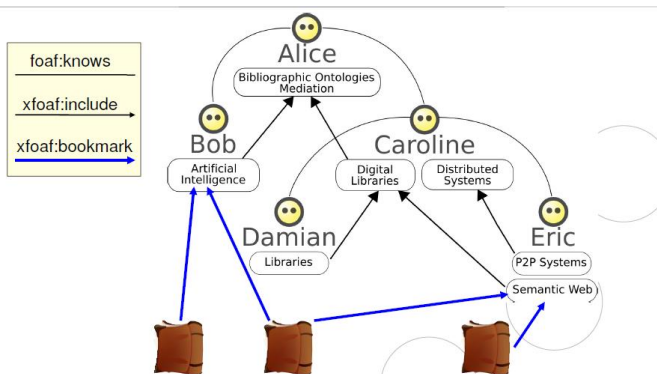 foaf:knows
xfoaf:include
xfoaf:bookmark
Alice
Bibliographic Ontologies
Mediation
Bob
Artificial
Intelligence
Caroline
Digital
Libraries
Distributed
Systems
Damian
Libraries
Eric
P2P Systems
Semantic Web